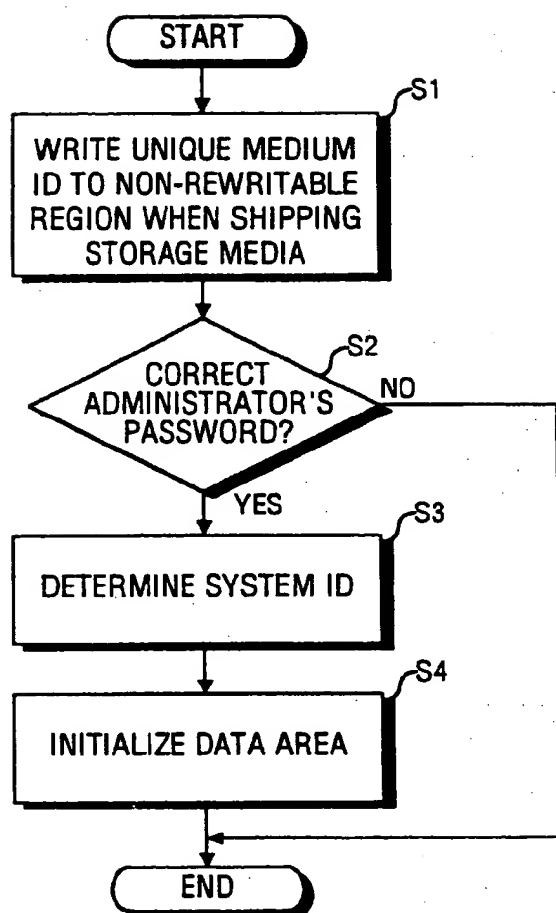 START
S1
WRITE UNIQUE MEDIUM
ID TO NON-REWRITABLE
REGION WHEN SHIPPING
STORAGE MEDIA
S2
CORRECT
ADMINISTRATOR'S
PASSWORD?
NO
YES
S3
DETERMINE SYSTEM ID
S4
INITIALIZE DATA AREA
END